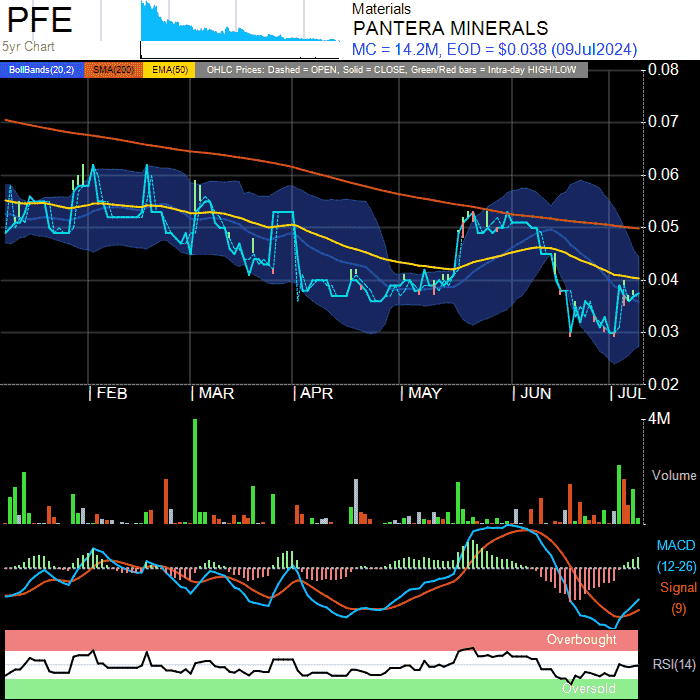 PFE
5yr Chart
Materials
PANTERA MINERALS
MC = 14.2M, EOD = $0.038 (09Jul2024)
BollBands(20,2) SMA(200) EMA(50) OHLC Prices: Dashed = OPEN, Solid = CLOSE, Green/Red bars = Intra-day HIGH/LOW
0.08
0.07
0.06
0.05
0.04
0.03
0.02
| FEB | MAR | APR | MAY | JUN | JUL
4M
Volume
MACD
(12-26)
Signal
(9)
Overbought
RSI(14)
Oversold